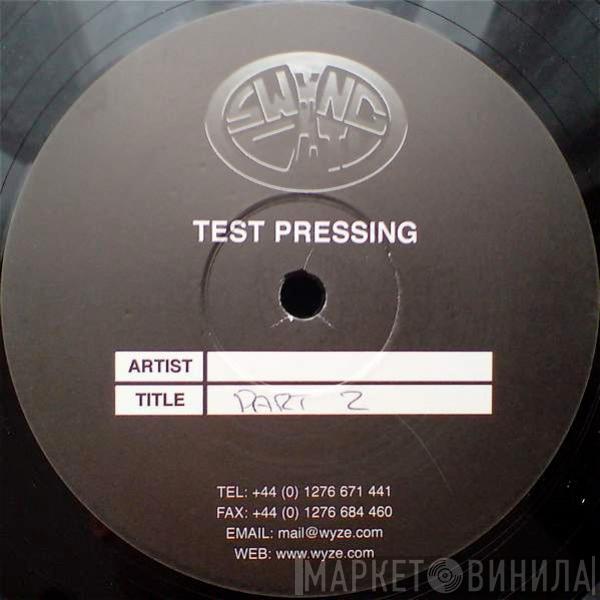 TEST PRESSING
ARTIST
TITLE PART 2
TEL: +44 (0) 1276 671 441
FAX: +44 (0) 1276 684 460
EMAIL: mail@wyze.com
WEB: www.wyze.com
МАРКЕТ ВИНИЛА